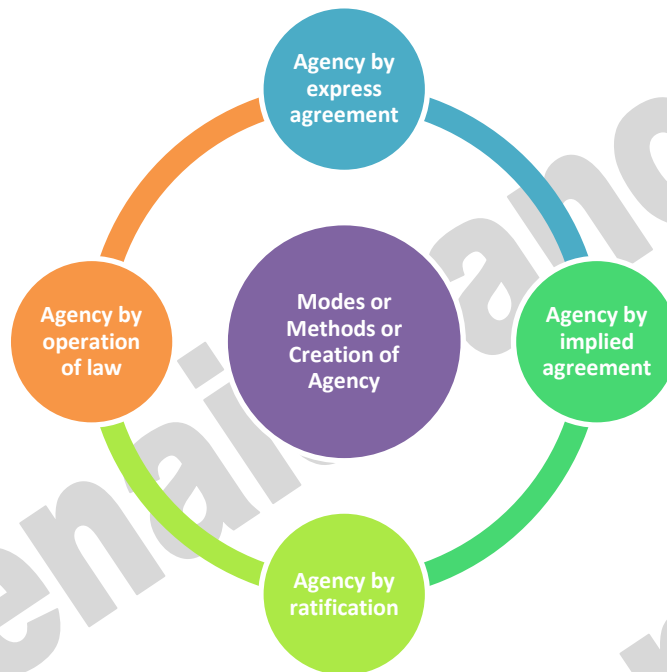 Agency by
express
agreement
Agency by
operation
of law
Modes or
Methods or
Creation of
Agency
Agency by
implied
agreement
Agency by
ratification